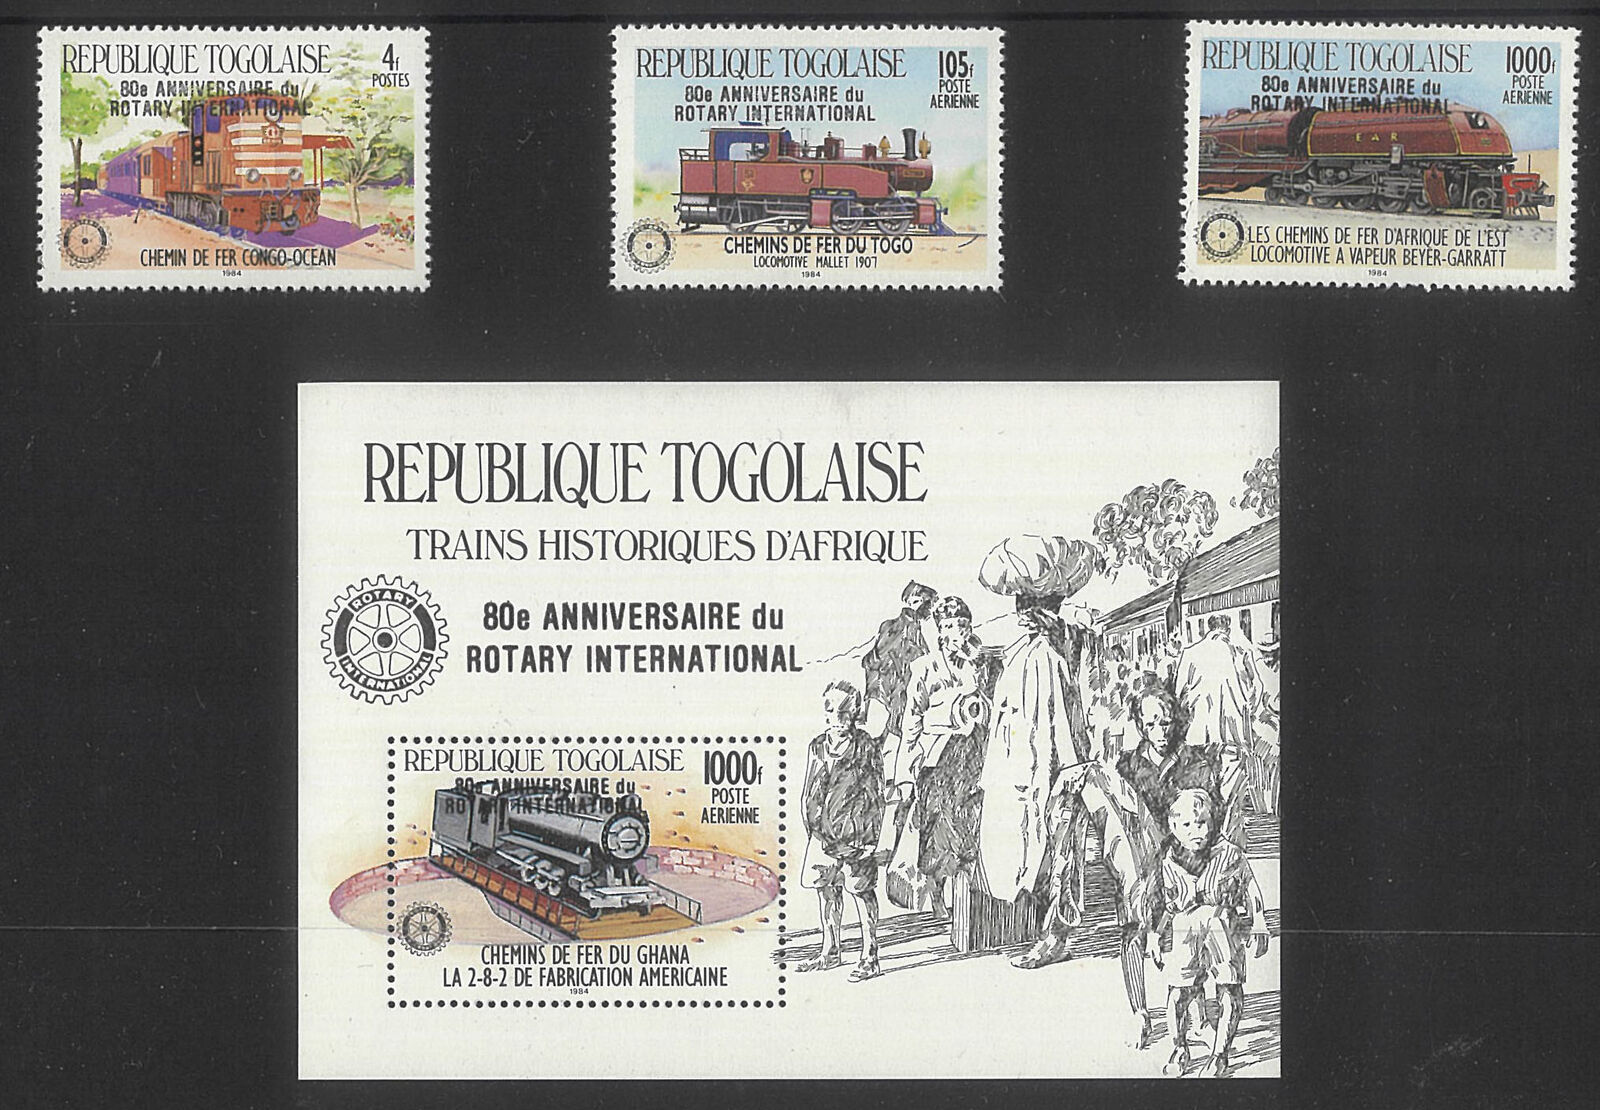 REPUBLIQUE TOGOLAISE
4f
POSTES
80e ANNIVERSAIRE du
ROTARY INTERNATIONAL
CHEMIN DE FER CONGO-OCEAN
1984
REPUBLIQUE TOGOLAISE
105f
POSTE
AERIENNE
80e ANNIVERSAIRE du
ROTARY INTERNATIONAL
CHEMINS DE FER DU TOGO
LOCOMOTIVE MALLET 1907
1984
REPUBLIQUE TOGOLAISE
1000f
POSTE
AERIENNE
80e ANNIVERSAIRE du
ROTARY INTERNATIONAL
E A R
LES CHEMINS DE FER D'AFRIQUE DE L'EST
LOCOMOTIVE A VAPEUR BEYER-GARRATT
1984
REPUBLIQUE TOGOLAISE
TRAINS HISTORIQUES D'AFRIQUE
ROTARY
INTERNATIONAL
80e ANNIVERSAIRE du
ROTARY INTERNATIONAL
REPUBLIQUE TOGOLAISE
1000f
POSTE
AERIENNE
80e ANNIVERSAIRE du
ROTARY INTERNATIONAL
CHEMINS DE FER DU GHANA
LA 2-8-2 DE FABRICATION AMERICAINE
1984